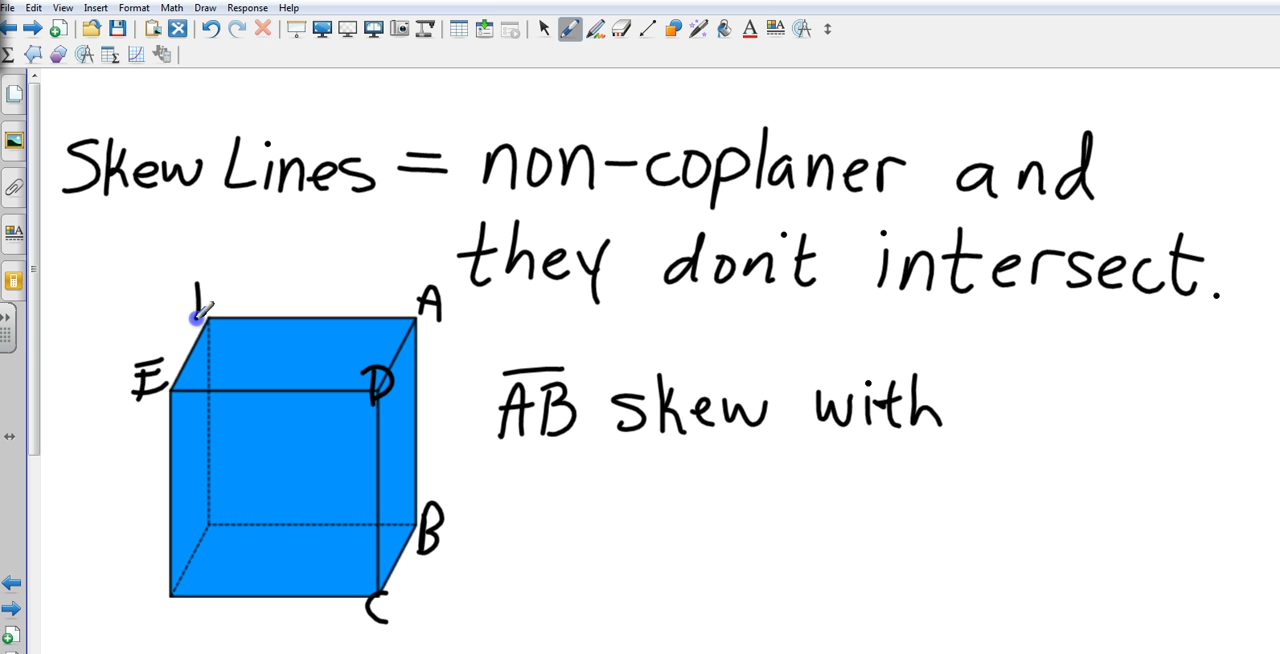 File Edit View Insert Format Math Draw Response Help
Skew Lines = non-coplaner and
they don't intersect.
A
E D
AB skew with
B
C